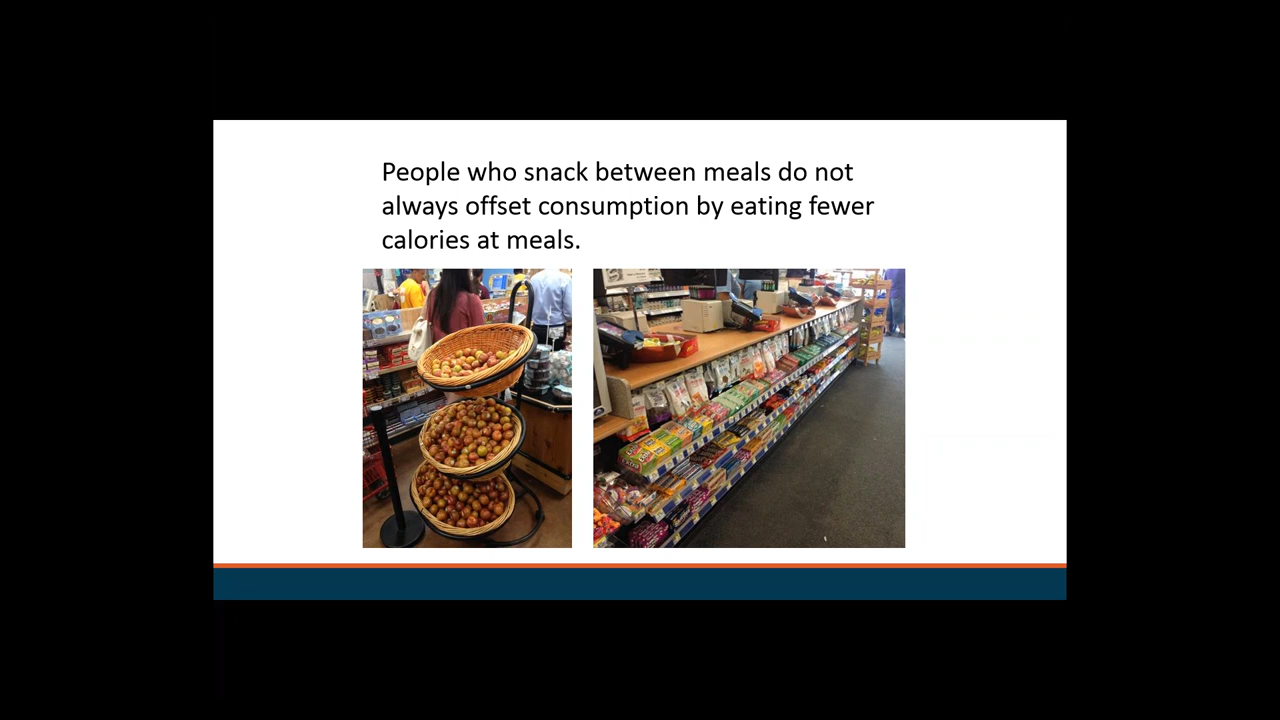 People who snack between meals do not
always offset consumption by eating fewer
calories at meals.